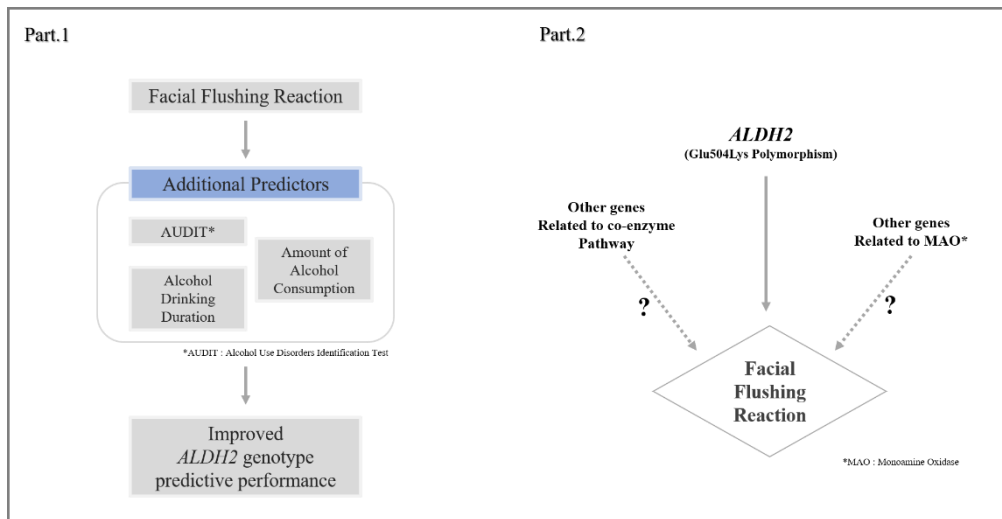 Part.1
Facial Flushing Reaction
Additional Predictors
AUDIT*
Amount of
Alcohol
Consumption
Alcohol
Drinking
Duration
*AUDIT : Alcohol Use Disorders Identification Test
Improved
ALDH2 genotype
predictive performance
Part.2
ALDH2
(Glu504Lys Polymorphism)
Other genes
Related to co-enzyme
Pathway
Other genes
Related to MAO*
?
?
Facial
Flushing
Reaction
*MAO : Monoamine Oxidase